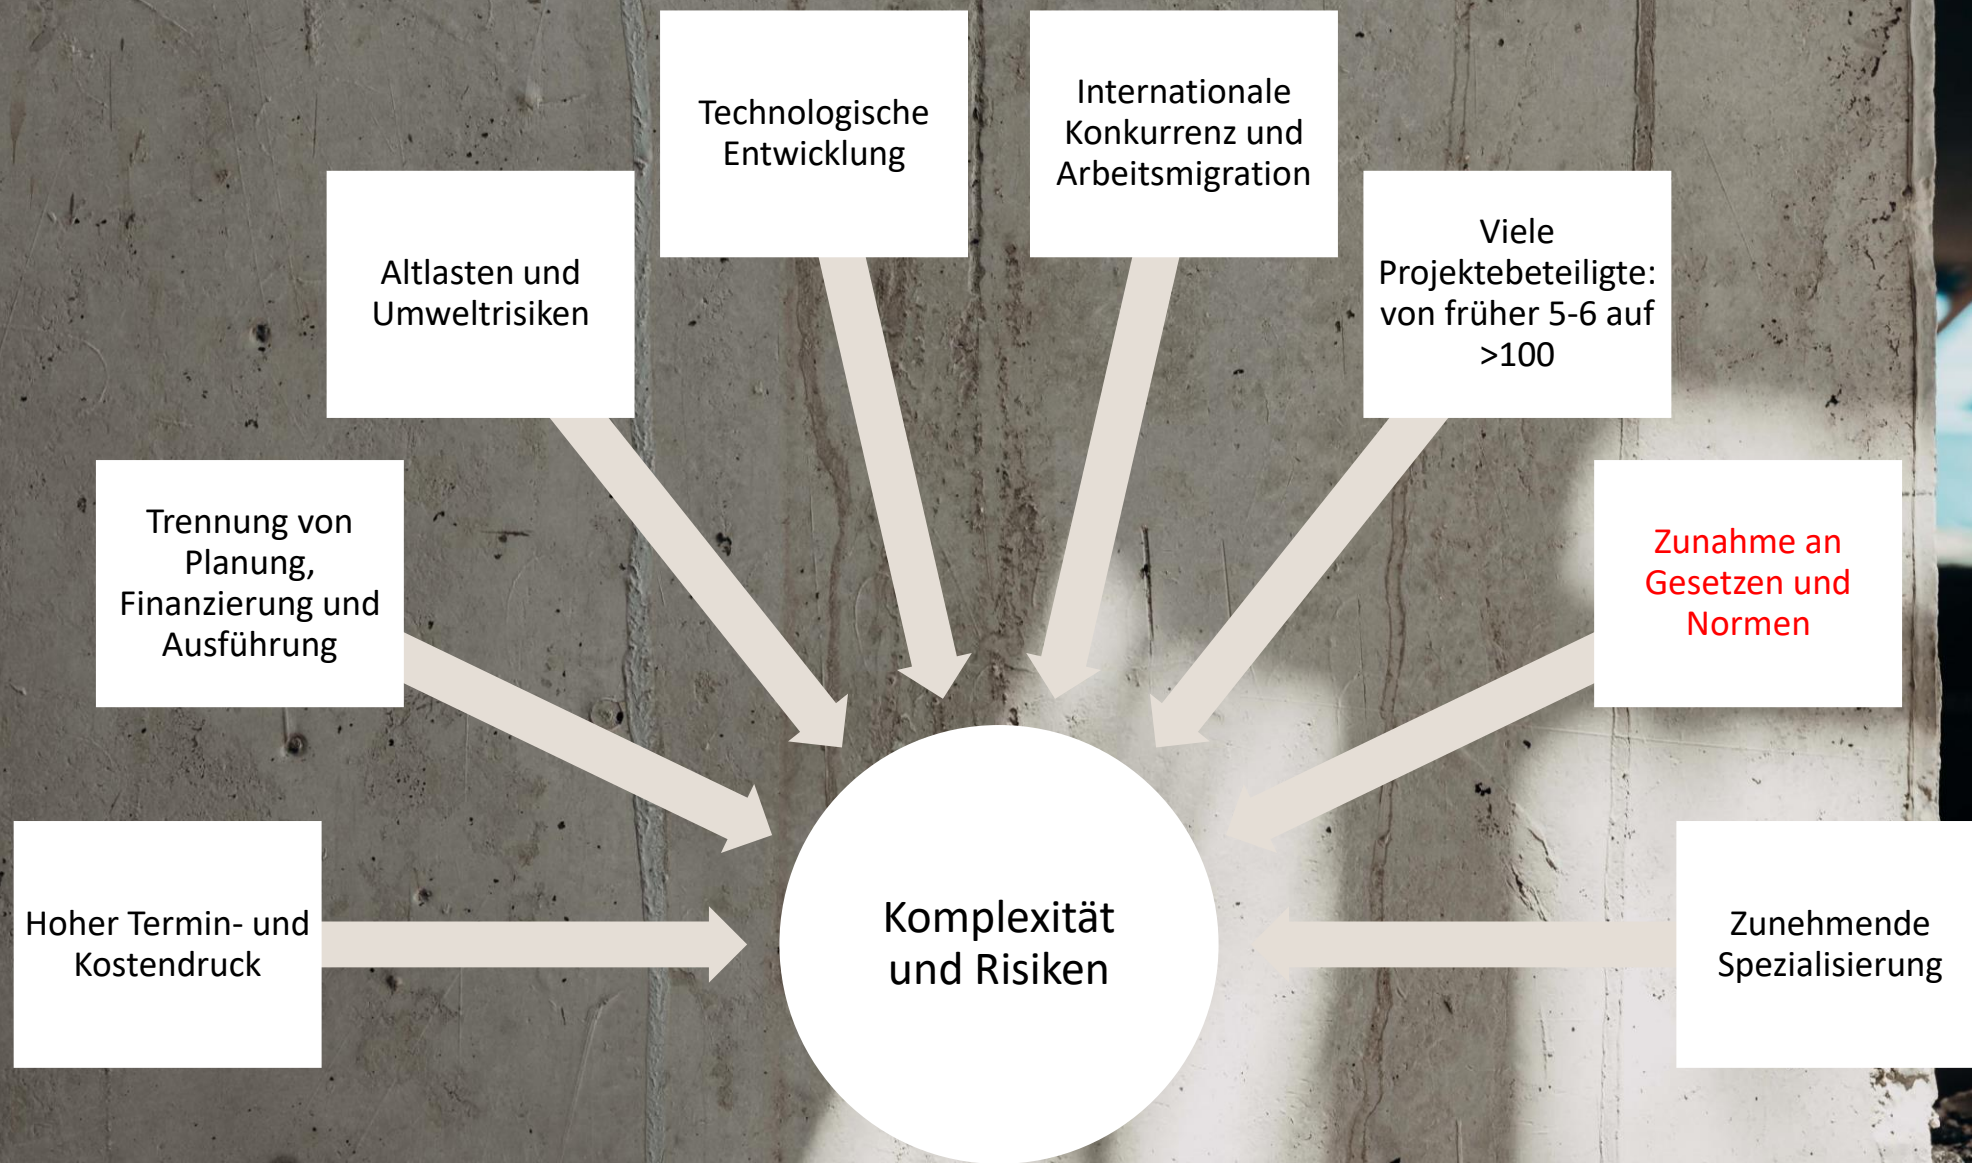 Technologische
Entwicklung
Internationale
Konkurrenz und
Arbeitsmigration
Altlasten und
Umweltrisiken
Viele
Projektebeteiligte:
von früher 5-6 auf
>100
Trennung von
Planung,
Finanzierung und
Ausführung
Zunahme an
Gesetzen und
Normen
Hoher Termin- und
Kostendruck
Komplexität
und Risiken
Zunehmende
Spezialisierung